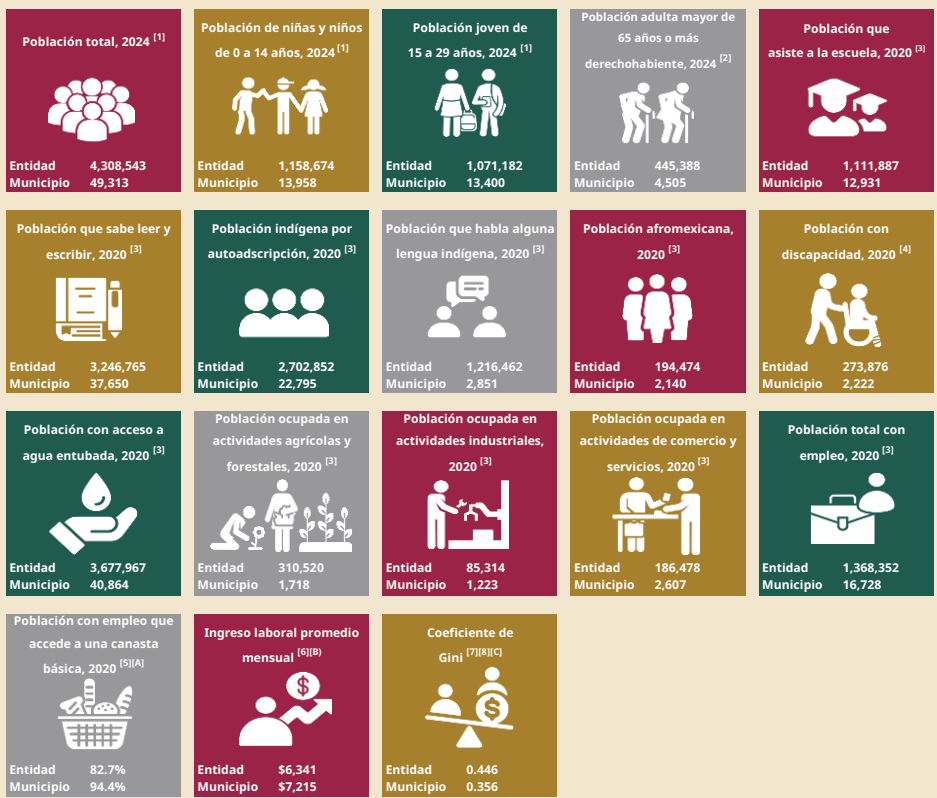 Población total, 2024 [1]
Entidad 4,308,543
Municipio 49,313
Población de niñas y niños
de 0 a 14 años, 2024 [1]
Entidad 1,158,674
Municipio 13,958
Población joven de
15 a 29 años, 2024 [1]
Entidad 1,071,182
Municipio 13,400
Población adulta mayor de
65 años o más
derechohabiente, 2024 [2]
Entidad 445,388
Municipio 4,505
Población que
asiste a la escuela, 2020 [3]
Entidad 1,111,887
Municipio 12,931
Población que sabe leer y
escribir, 2020 [3]
Entidad 3,246,765
Municipio 37,650
Población indígena por
autoadscripción, 2020 [3]
Entidad 2,702,852
Municipio 22,795
Población que habla alguna
lengua indígena, 2020 [3]
Entidad 1,216,462
Municipio 2,851
Población afromexicana,
2020 [3]
Entidad 194,474
Municipio 2,140
Población con
discapacidad, 2020 [4]
Entidad 273,876
Municipio 2,222
Población con acceso a
agua entubada, 2020 [3]
Entidad 3,677,967
Municipio 40,864
Población ocupada en
actividades agrícolas y
forestales, 2020 [3]
Entidad 310,520
Municipio 1,718
Población ocupada en
actividades industriales,
2020 [3]
Entidad 85,314
Municipio 1,223
Población ocupada en
actividades de comercio y
servicios, 2020 [3]
Entidad 186,478
Municipio 2,607
Población total con
empleo, 2020 [3]
Entidad 1,368,352
Municipio 16,728
Población con empleo que
accede a una canasta
básica, 2020 [5][A]
Entidad 82.7%
Municipio 94.4%
Ingreso laboral promedio
mensual [6][B]
$
Entidad $6,341
Municipio $7,215
Coeficiente de
Gini [7][8][C]
$
Entidad 0.446
Municipio 0.356